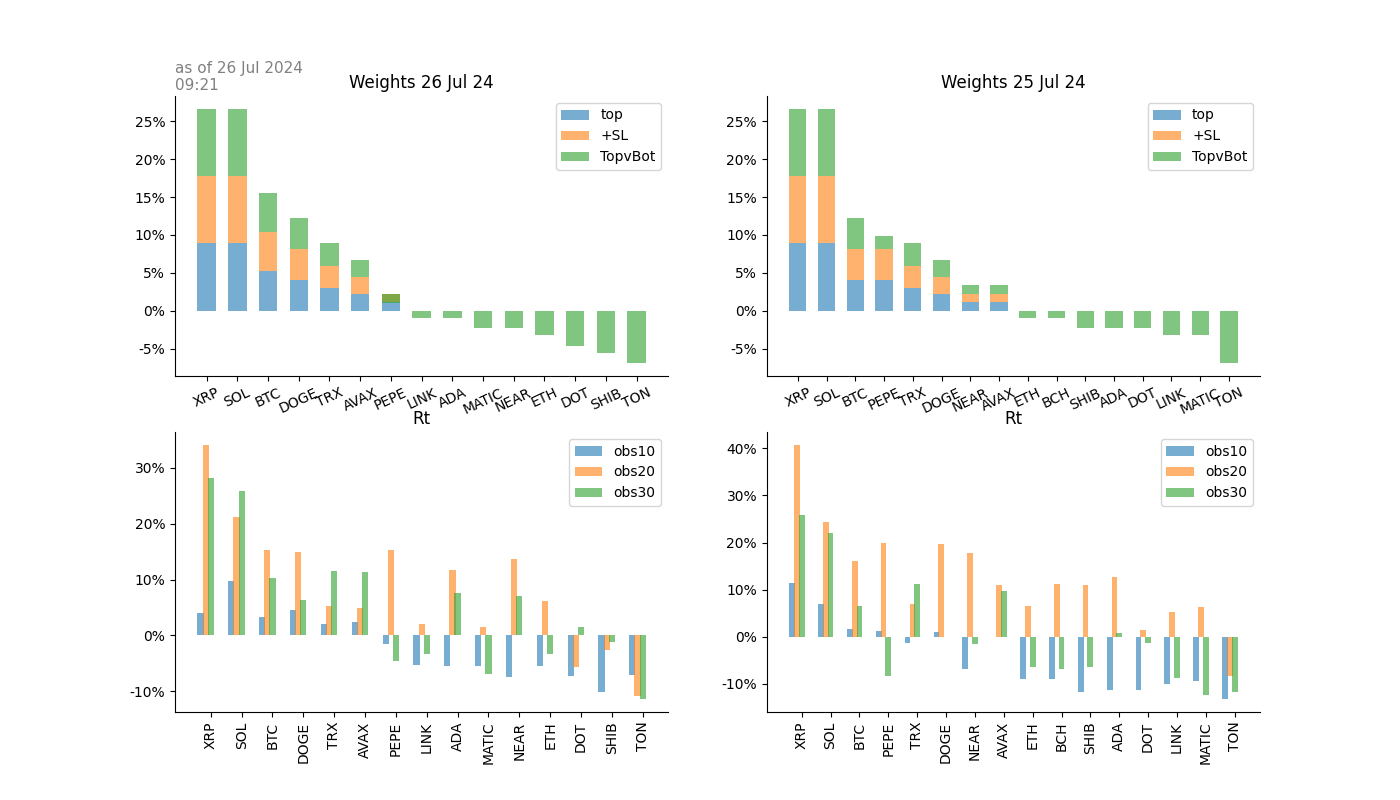 as of 26 Jul 2024
09:21
Weights 26 Jul 24
25%
20%
15%
10%
5%
0%
-5%
top
+SL
TopvBot
XRP SOL BTC DOGE TRX AVAX PEPE LINK ADA MATIC NEAR ETH DOT SHIB TON
Weights 25 Jul 24
25%
20%
15%
10%
5%
0%
-5%
top
+SL
TopvBot
XRP SOL BTC PEPE TRX DOGE NEAR AVAX ETH BCH SHIB ADA DOT LINK MATIC TON
Rt
30%
20%
10%
0%
-10%
obs10
obs20
obs30
XRP SOL BTC DOGE TRX AVAX PEPE LINK ADA MATIC NEAR ETH DOT SHIB TON
Rt
40%
30%
20%
10%
0%
-10%
obs10
obs20
obs30
XRP SOL BTC PEPE TRX DOGE NEAR AVAX ETH BCH SHIB ADA DOT LINK MATIC TON